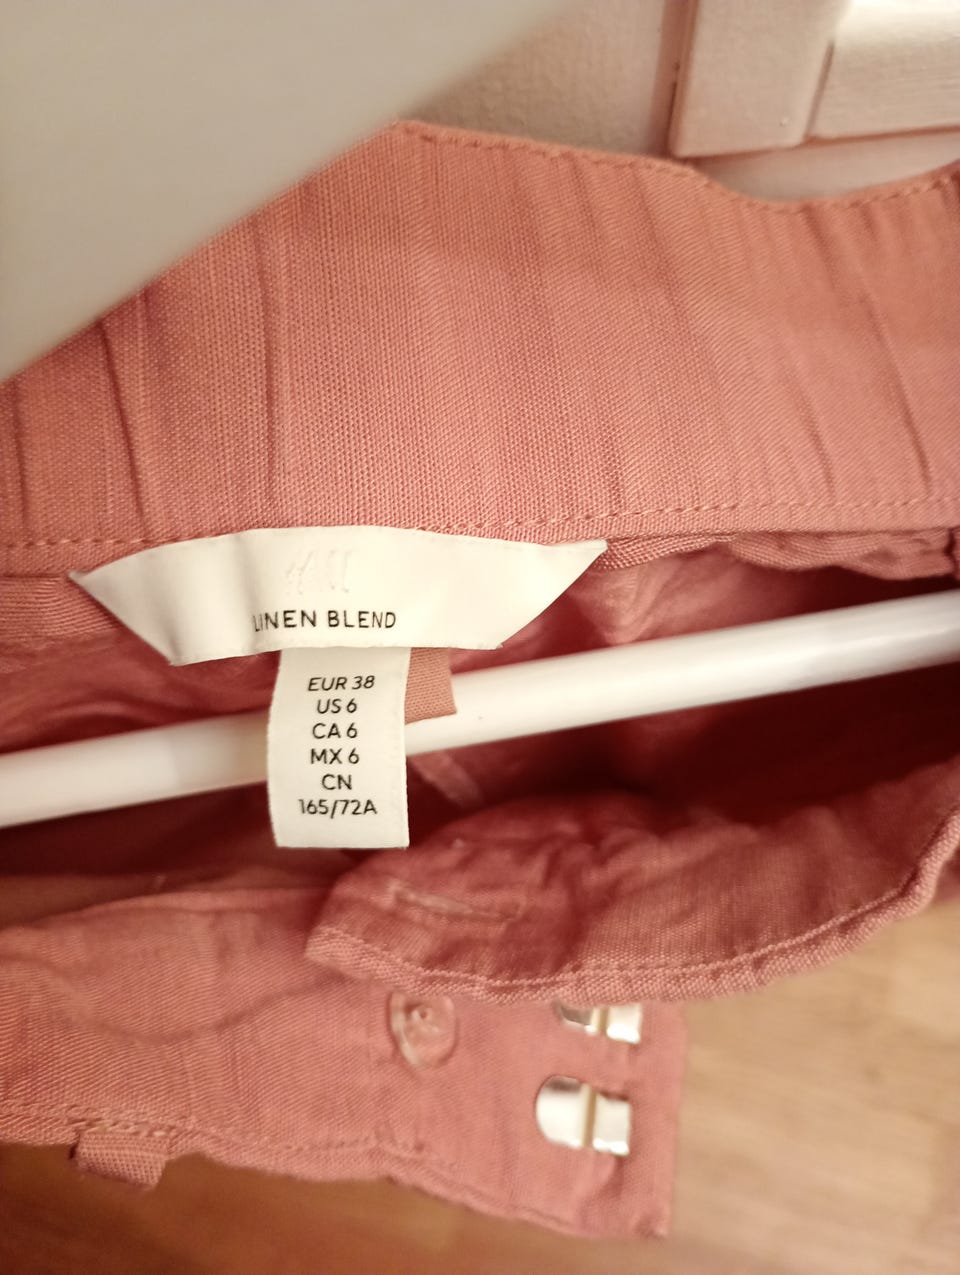 H&M
LINEN BLEND
EUR 38
US 6
CA 6
MX 6
CN
165/72A